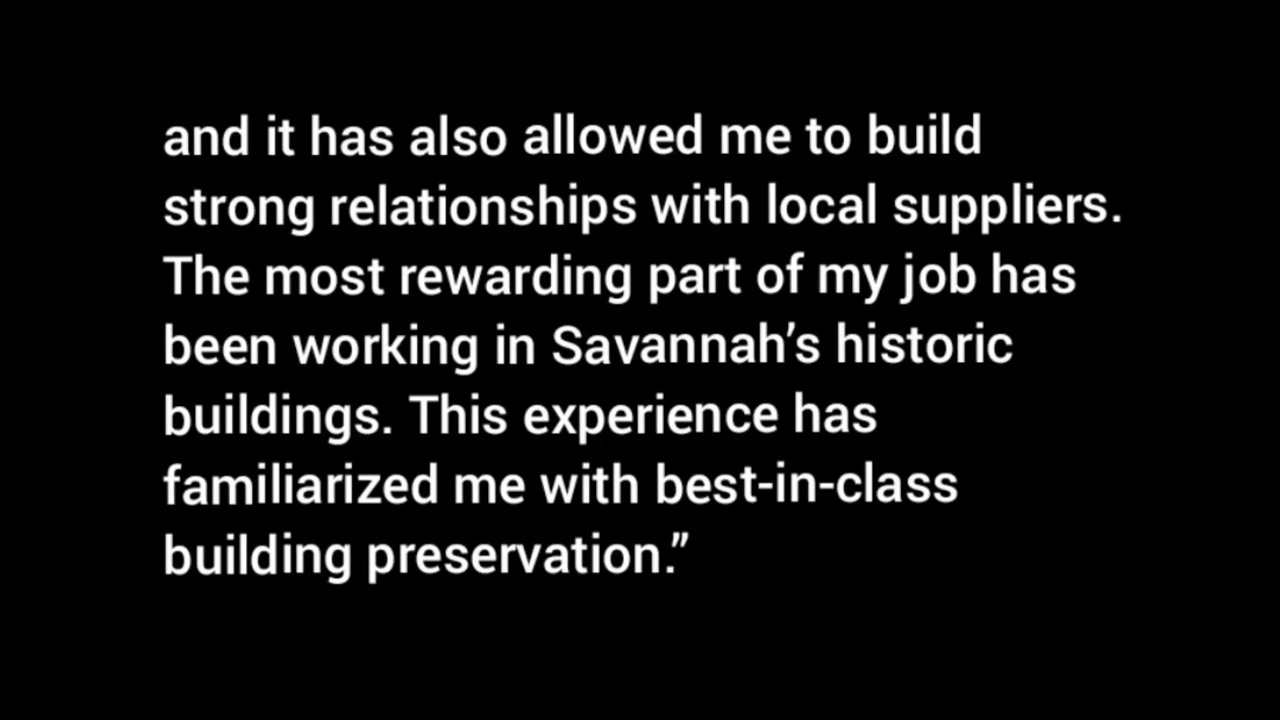 and it has also allowed me to build
strong relationships with local suppliers.
The most rewarding part of my job has
been working in Savannah’s historic
buildings. This experience has
familiarized me with best-in-class
building preservation.”